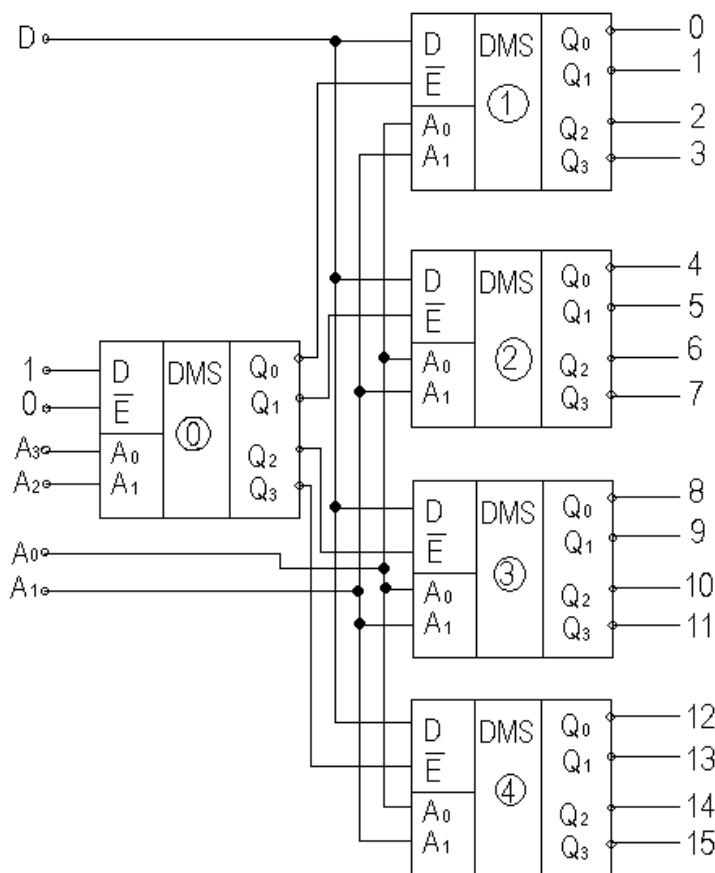 D D DMS Q0 0
E Q1 1
1
A0 Q2 2
A1 Q3 3
D DMS Q0 4
E Q1 5
2
A0 Q2 6
A1 Q3 7
1 D DMS Q0
0 E Q1
0
A3 A0 Q2
A2 A1 Q3
D DMS Q0 8
E Q1 9
3
A0 A0 Q2 10
A1 A1 Q3 11
D DMS Q0 12
E Q1 13
4
A0 Q2 14
A1 Q3 15